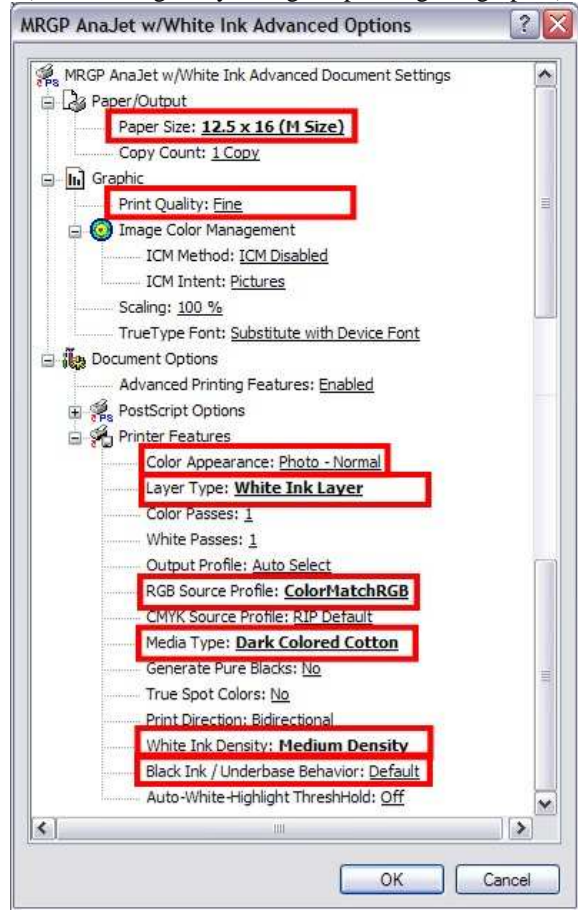 MRGP AnaJet w/White Ink Advanced Options
MRGP AnaJet w/White Ink Advanced Document Settings
Paper/Output
Paper Size: 12.5 x 16 (M Size)
Copy Count: 1 Copy
Graphic
Print Quality: Fine
Image Color Management
ICM Method: ICM Disabled
ICM Intent: Pictures
Scaling: 100 %
TrueType Font: Substitute with Device Font
Document Options
Advanced Printing Features: Enabled
PostScript Options
Printer Features
Color Appearance: Photo - Normal
Layer Type: White Ink Layer
Color Passes: 1
White Passes: 1
Output Profile: Auto Select
RGB Source Profile: ColorMatchRGB
CMYK Source Profile: RIP Default
Media Type: Dark Colored Cotton
Generate Pure Blacks: No
True Spot Colors: No
Print Direction: Bidirectional
White Ink Density: Medium Density
Black Ink / Underbase Behavior: Default
Auto-White-Highlight ThreshHold: Off
OK Cancel